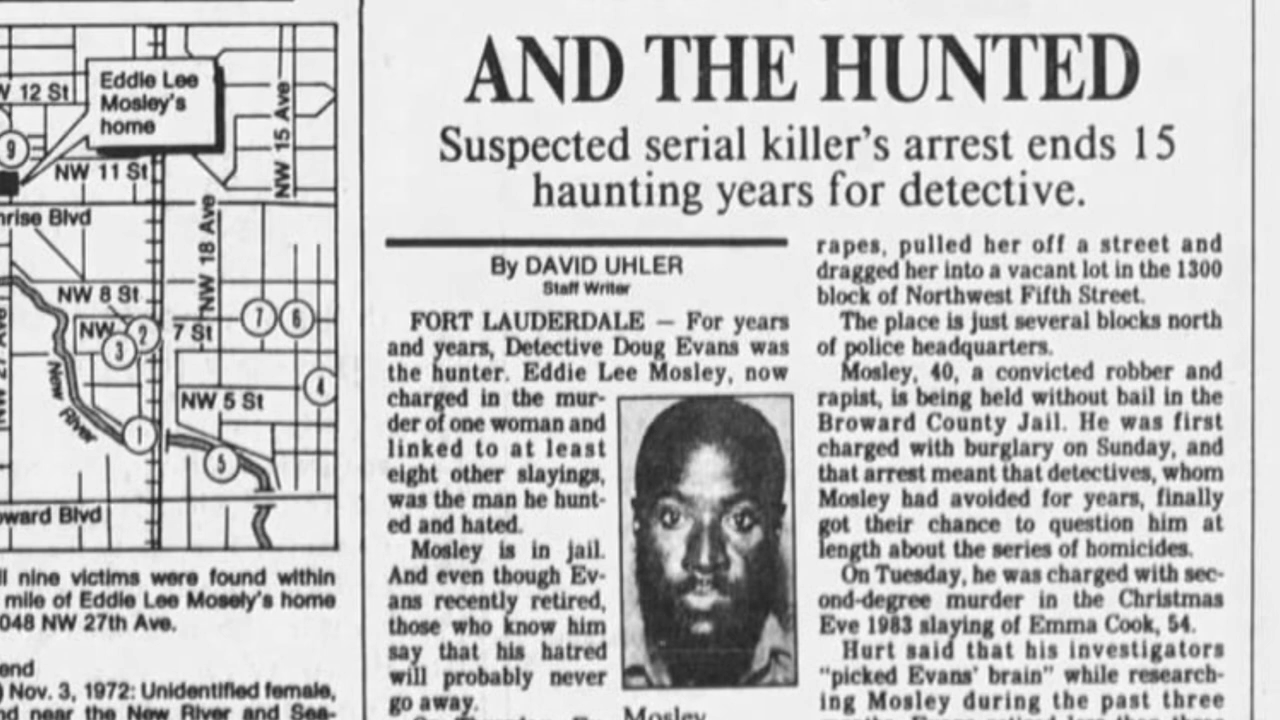 Eddie Lee
Mosley's
home
W 12 St
9
NW 11 St
NW 15 Ave
nrise Blvd
NW 18 Ave
NW 8 St
NW
7 St
2
3
7
6
4
NW 5 St
New River
1
5
oward Blvd
ll nine victims were found within
mile of Eddie Lee Mosely's home
048 NW 27th Ave.
end
) Nov. 3, 1972: Unidentified female,
nd near the New River and Sea-
AND THE HUNTED
Suspected serial killer's arrest ends 15
haunting years for detective.
By DAVID UHLER
Staff Writer
FORT LAUDERDALE — For years
and years, Detective Doug Evans was
the hunter. Eddie Lee Mosley, now
charged in the mur-
der of one woman and
linked to at least
eight other slayings,
was the man he hunt-
ed and hated.
Mosley is in jail.
And even though Ev-
ans recently retired,
those who know him
say that his hatred
will probably never
go away.
Mosley
rapes, pulled her off a street and
dragged her into a vacant lot in the 1300
block of Northwest Fifth Street.
The place is just several blocks north
of police headquarters.
Mosley, 40, a convicted robber and
rapist, is being held without bail in the
Broward County Jail. He was first
charged with burglary on Sunday, and
that arrest meant that detectives, whom
Mosley had avoided for years, finally
got their chance to question him at
length about the series of homicides.
On Tuesday, he was charged with sec-
ond-degree murder in the Christmas
Eve 1983 slaying of Emma Cook, 54.
Hurt said that his investigators
"picked Evans' brain" while research-
ing Mosley during the past three